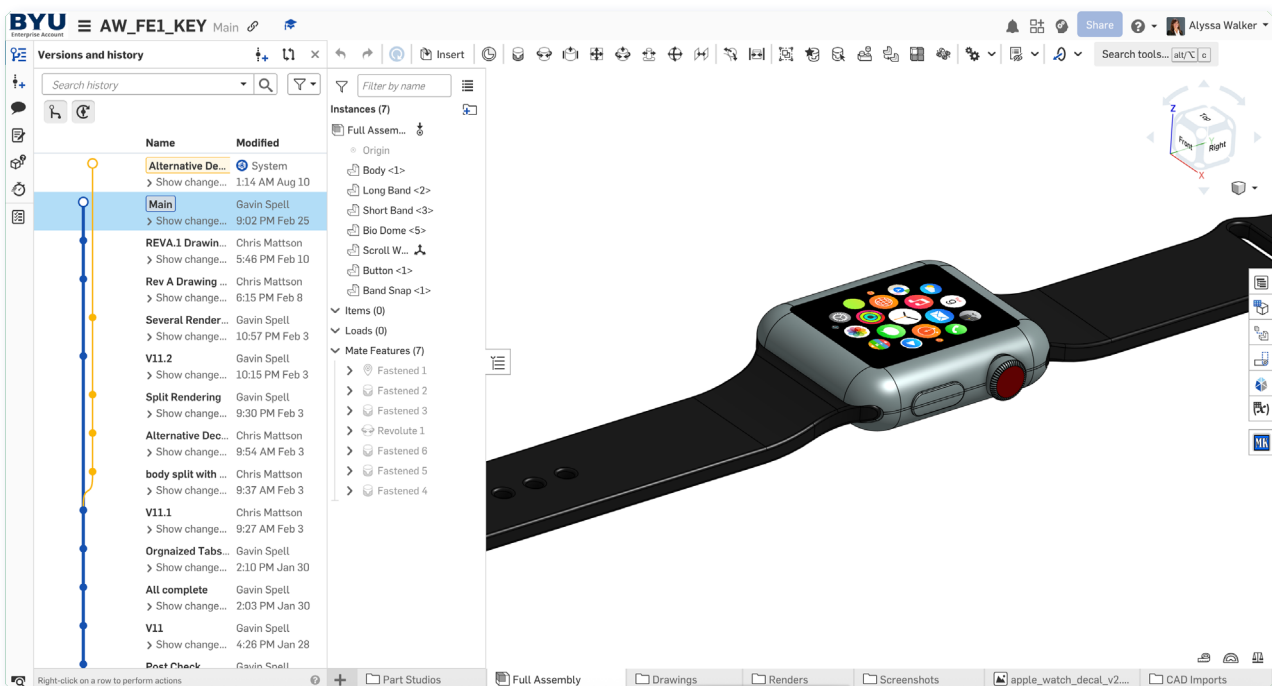 BYU
Enterprise Account
AW_FE1_KEY Main
Share
Alyssa Walker
Versions and history
Insert
Search tools... alt/⌥ c
Search history
Filter by name
Name Modified
Instances (7)
Full Assem...
Origin
Body <1>
Long Band <2>
Short Band <3>
Bio Dome <5>
Scroll W...
Button <1>
Band Snap <1>
Items (0)
Loads (0)
Mate Features (7)
Fastened 1
Fastened 2
Fastened 3
Revolute 1
Fastened 6
Fastened 5
Fastened 4
Alternative De... System
Show change... 1:14 AM Aug 10
Main Gavin Spell
Show change... 9:02 PM Feb 25
REVA.1 Drawin... Chris Mattson
Show change... 5:46 PM Feb 10
Rev A Drawing ... Chris Mattson
Show change... 6:15 PM Feb 8
Several Render... Gavin Spell
Show change... 10:57 PM Feb 3
V11.2 Gavin Spell
Show change... 10:15 PM Feb 3
Split Rendering Gavin Spell
Show change... 9:30 PM Feb 3
Alternative Dec... Chris Mattson
Show change... 9:54 AM Feb 3
body split with ... Chris Mattson
Show change... 9:37 AM Feb 3
V11.1 Chris Mattson
Show change... 9:27 AM Feb 3
Orgnaized Tabs... Gavin Spell
Show change... 2:10 PM Jan 30
All complete Gavin Spell
Show change... 2:03 PM Jan 30
V11 Gavin Spell
Show change... 4:26 PM Jan 28
Post Check Gavin Spell
Z
Top
Front
Y
Right
X
MK
Right-click on a row to perform actions
Part Studios
Full Assembly
Drawings
Renders
Screenshots
apple_watch_decal_v2....
CAD Imports